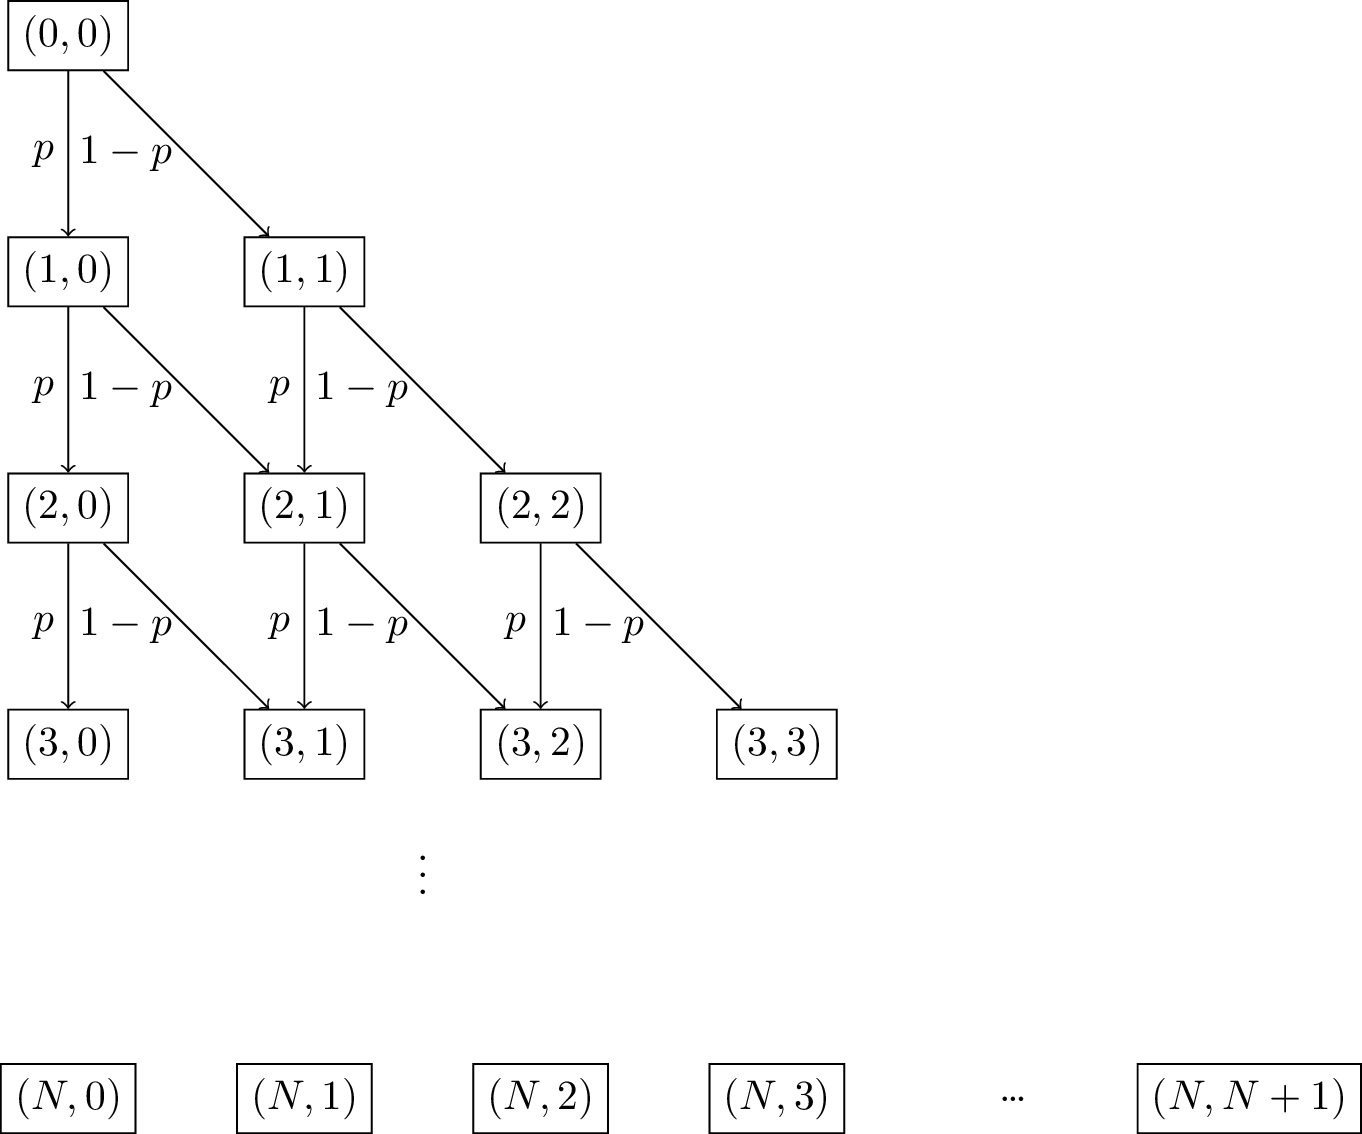 (0, 0)
p 1 − p
(1, 0) (1, 1)
p 1 − p p 1 − p
(2, 0) (2, 1) (2, 2)
p 1 − p p 1 − p p 1 − p
(3, 0) (3, 1) (3, 2) (3, 3)
⋮
(N, 0) (N, 1) (N, 2) (N, 3) ... (N, N + 1)